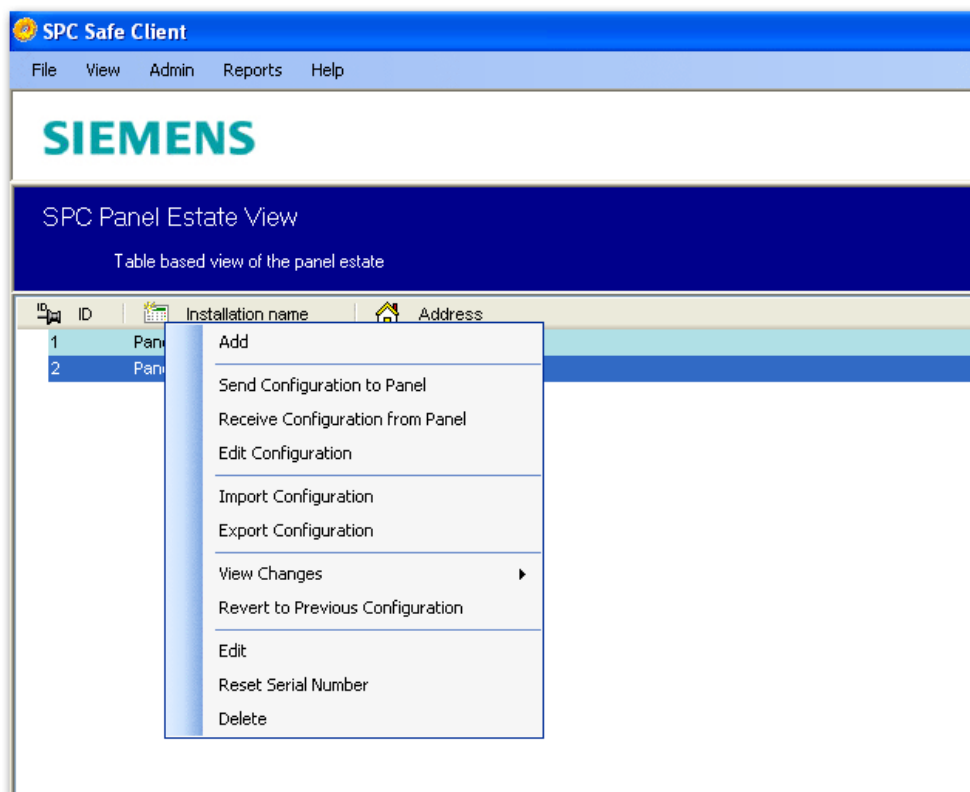 SPC Safe Client
File View Admin Reports Help
SIEMENS
SPC Panel Estate View
Table based view of the panel estate
ID ID Installation name Address
1
2
Add
Send Configuration to Panel
Receive Configuration from Panel
Edit Configuration
Import Configuration
Export Configuration
View Changes
Revert to Previous Configuration
Edit
Reset Serial Number
Delete